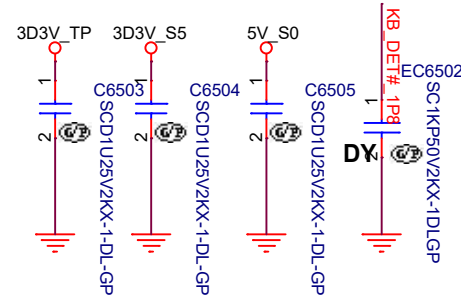 3D3V_TP
3D3V_S5
5V_S0
KB_DET#_1P8
1
C6503
SCD1U25V2KX-1-DL-GP
2
G/P
1
C6504
SCD1U25V2KX-1-DL-GP
2
G/P
1
C6505
SCD1U25V2KX-1-DL-GP
2
G/P
EC6502
SC1KP50V2KX-1DLGP
1
DY
2
G/P